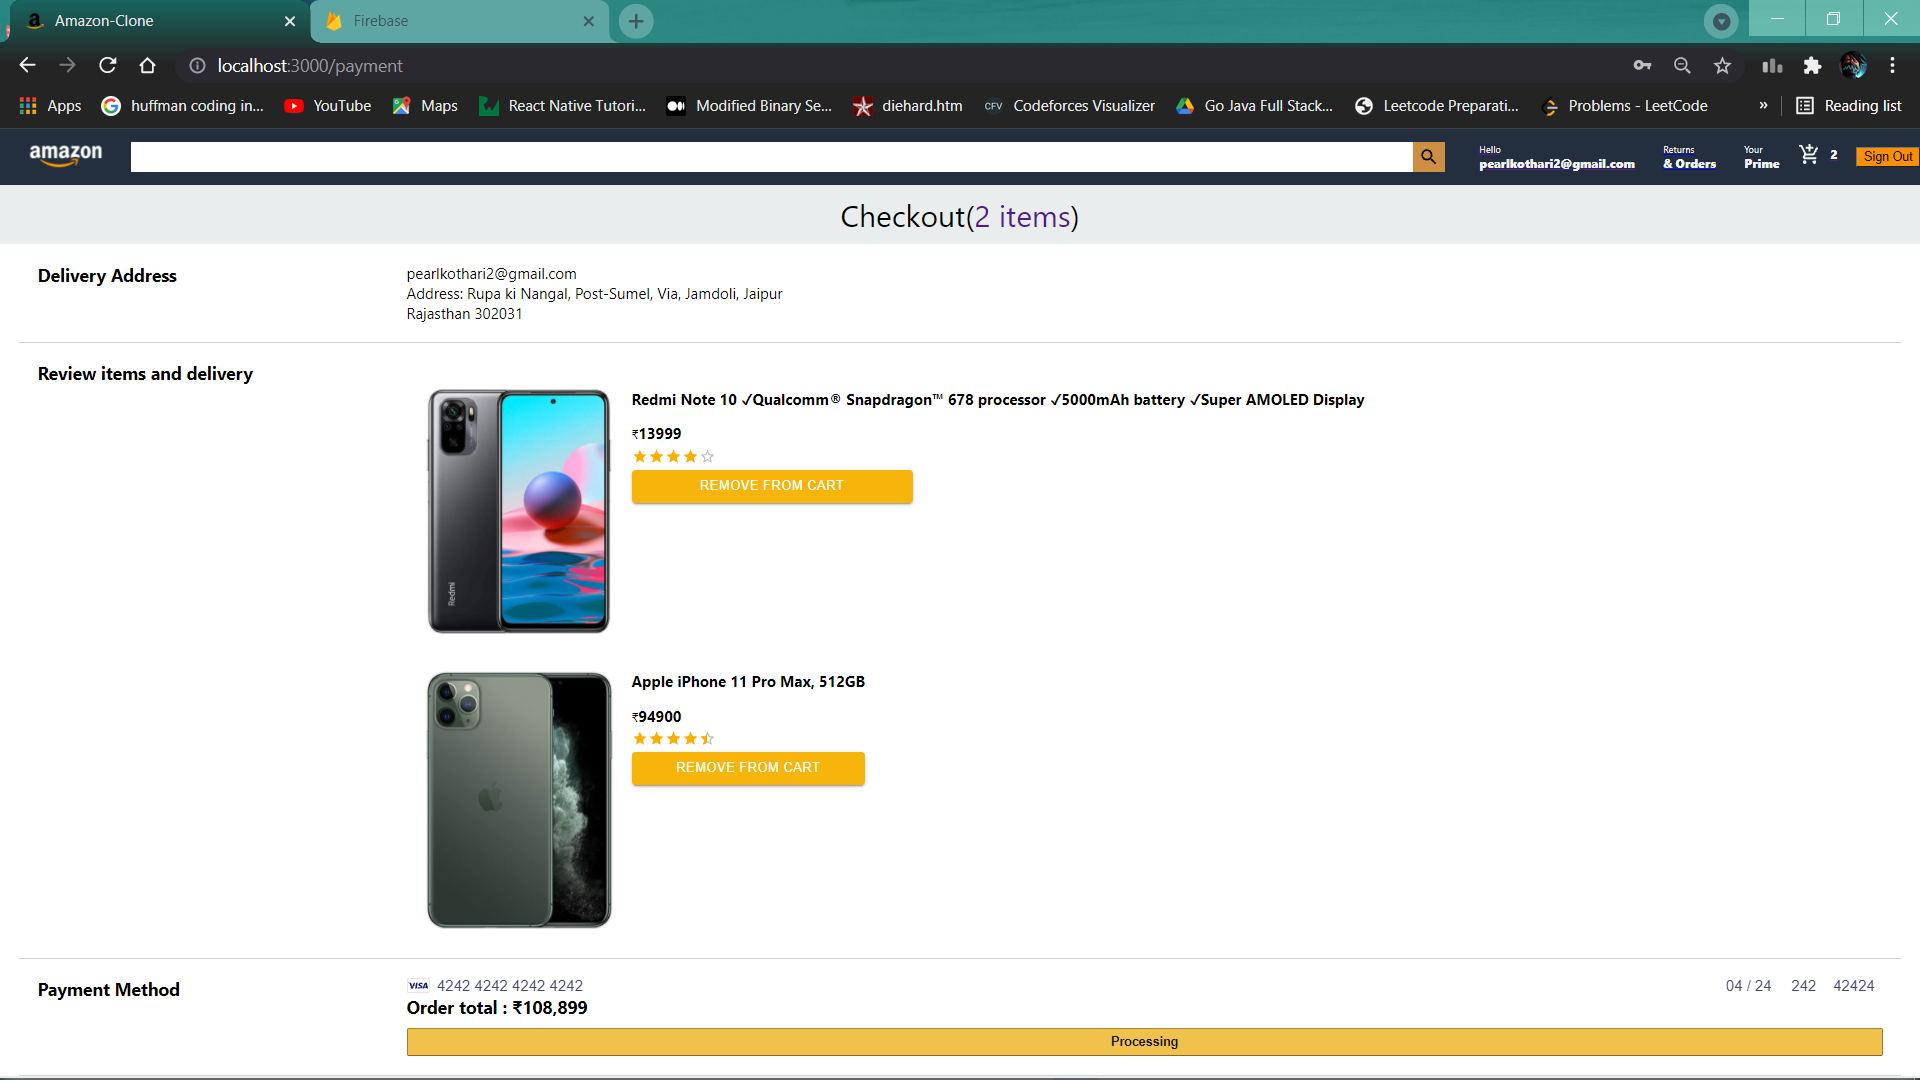 Amazon-Clone
Firebase
localhost:3000/payment
Apps
huffman coding in...
YouTube
Maps
React Native Tutori...
Modified Binary Se...
diehard.htm
CFV
Codeforces Visualizer
Go Java Full Stack...
Leetcode Preparati...
Problems - LeetCode
»
Reading list
amazon
Hello
pearlkothari2@gmail.com
Returns
& Orders
Your
Prime
2
Sign Out
Checkout(2 items)
Delivery Address
pearlkothari2@gmail.com
Address: Rupa ki Nangal, Post-Sumel, Via, Jamdoli, Jaipur
Rajasthan 302031
Review items and delivery
Redmi
Redmi Note 10 ✓Qualcomm® Snapdragon™ 678 processor ✓5000mAh battery ✓Super AMOLED Display
₹13999
REMOVE FROM CART
Apple iPhone 11 Pro Max, 512GB
₹94900
REMOVE FROM CART
Payment Method
VISA 4242 4242 4242 4242 04 / 24 242 42424
Order total : ₹108,899
Processing